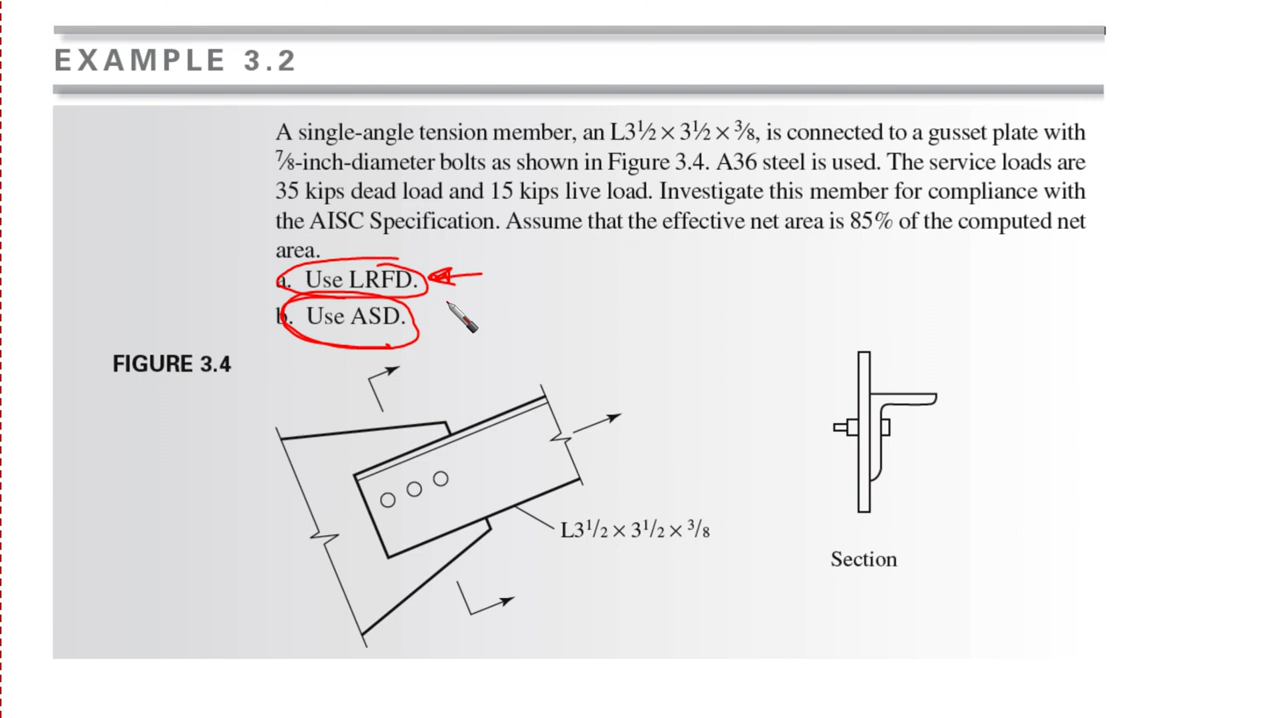 EXAMPLE 3.2
A single-angle tension member, an L3½ × 3½ × ⅜, is connected to a gusset plate with
⅞-inch-diameter bolts as shown in Figure 3.4. A36 steel is used. The service loads are
35 kips dead load and 15 kips live load. Investigate this member for compliance with
the AISC Specification. Assume that the effective net area is 85% of the computed net
area.
a. Use LRFD.
b. Use ASD.
FIGURE 3.4
L3¹/₂ × 3¹/₂ × ³/₈
Section